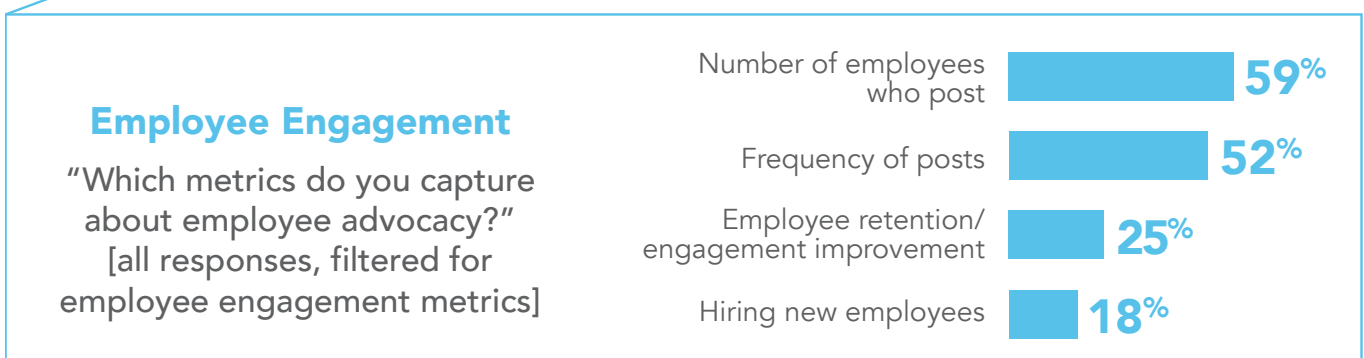 Employee Engagement
“Which metrics do you capture
about employee advocacy?”
[all responses, filtered for
employee engagement metrics]
Number of employees
who post
59%
Frequency of posts
52%
Employee retention/
engagement improvement
25%
Hiring new employees
18%